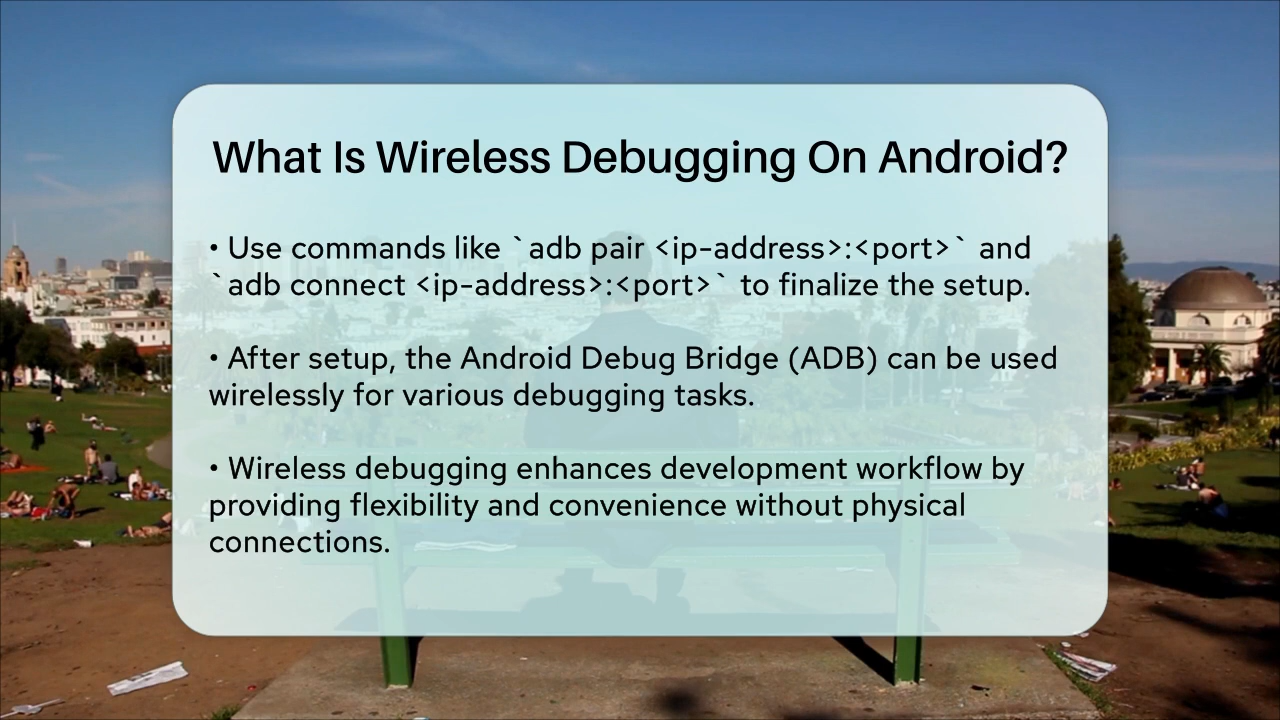 What Is Wireless Debugging On Android?
• Use commands like `adb pair <ip-address>:<port>` and
`adb connect <ip-address>:<port>` to finalize the setup.
• After setup, the Android Debug Bridge (ADB) can be used
wirelessly for various debugging tasks.
• Wireless debugging enhances development workflow by
providing flexibility and convenience without physical
connections.